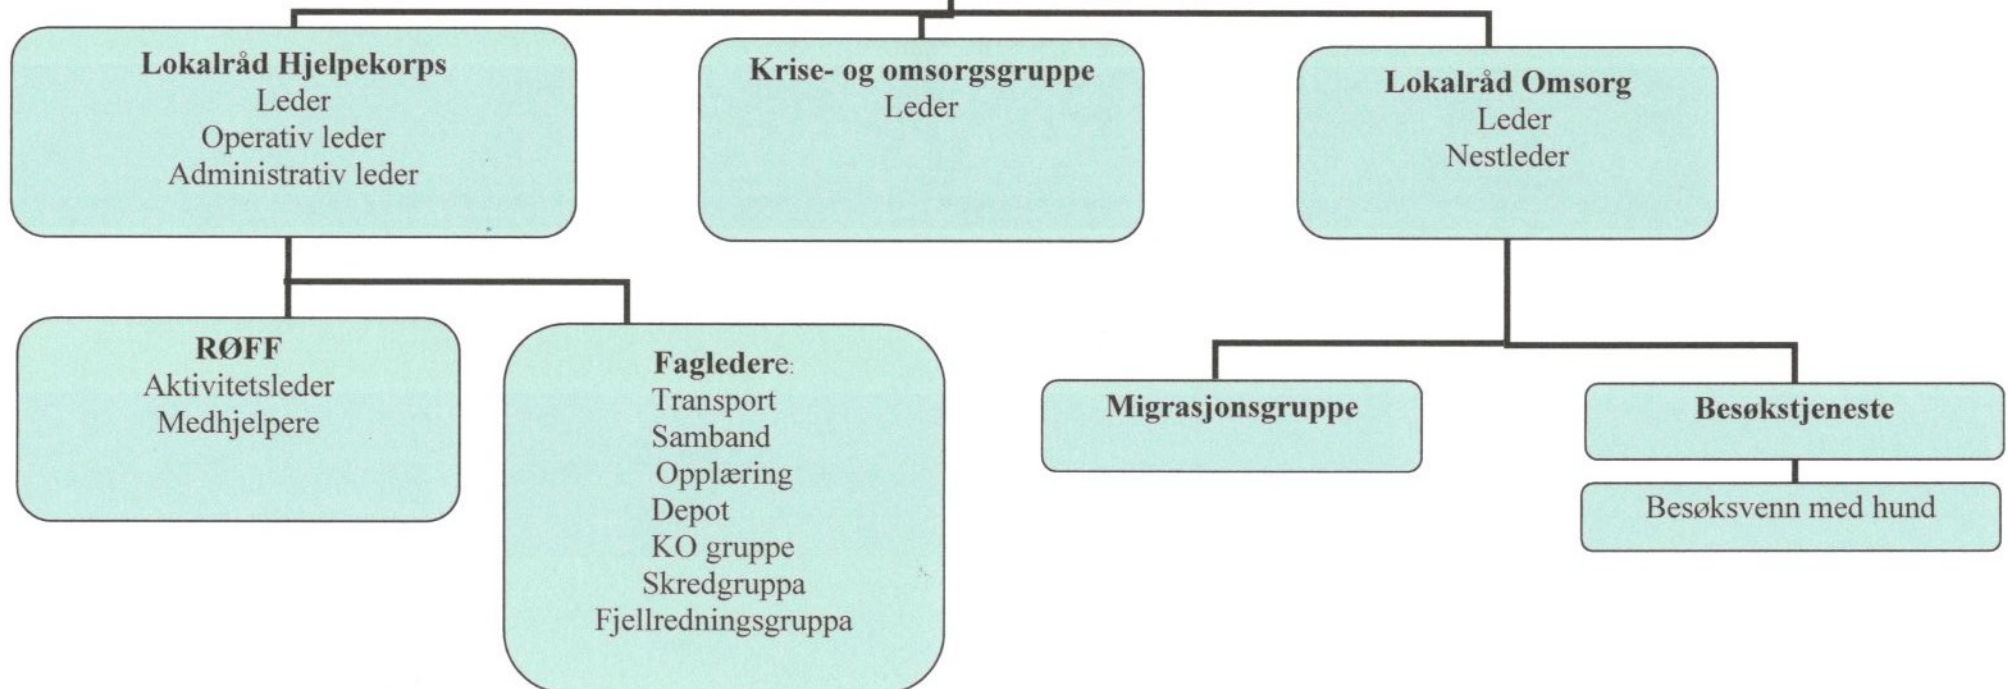 Lokalråd Hjelpekorps
Leder
Operativ leder
Administrativ leder
Krise- og omsorgsgruppe
Leder
Lokalråd Omsorg
Leder
Nestleder
RØFF
Aktivitetsleder
Medhjelpere
Fagledere:
Transport
Samband
Opplæring
Depot
KO gruppe
Skredgruppa
Fjellredningsgruppa
Migrasjonsgruppe
Besøkstjeneste
Besøksvenn med hund